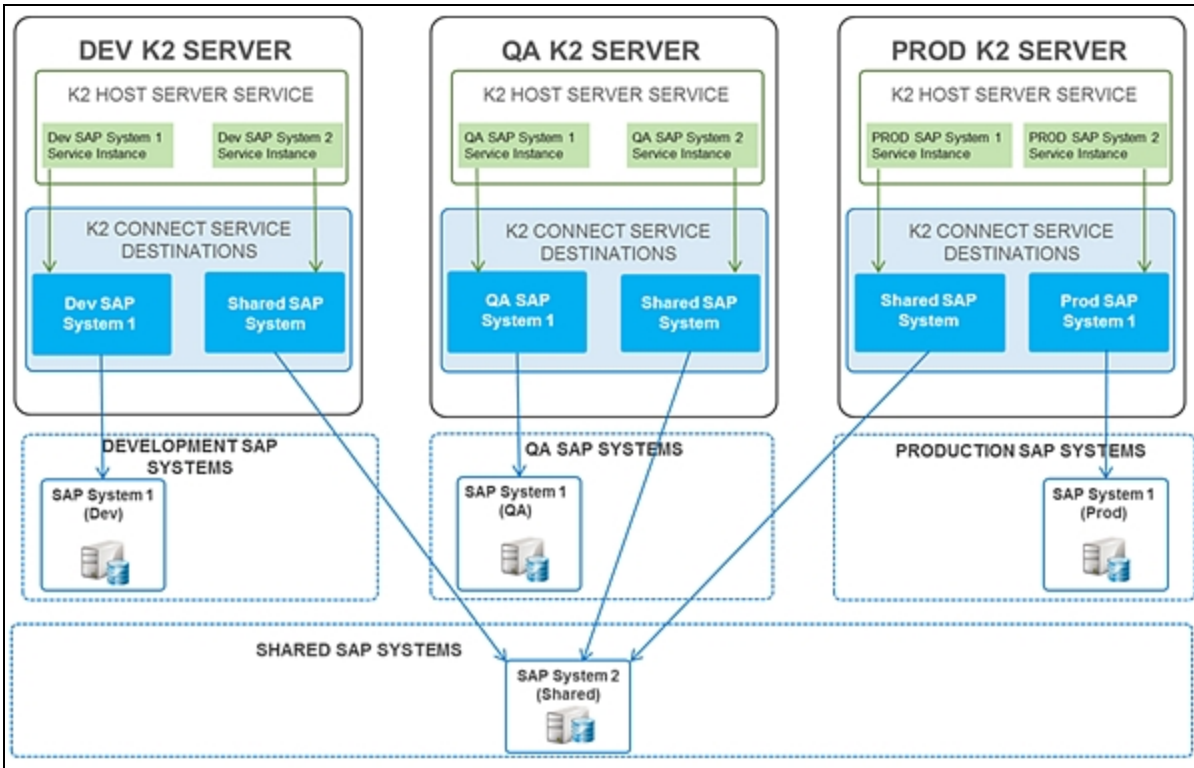 DEV K2 SERVER
K2 HOST SERVER SERVICE
Dev SAP System 1
Service Instance
Dev SAP System 2
Service Instance
K2 CONNECT SERVICE
DESTINATIONS
Dev SAP
System 1
Shared SAP
System
QA K2 SERVER
K2 HOST SERVER SERVICE
QA SAP System 1
Service Instance
QA SAP System 2
Service Instance
K2 CONNECT SERVICE
DESTINATIONS
QA SAP
System 1
Shared SAP
System
PROD K2 SERVER
K2 HOST SERVER SERVICE
PROD SAP System 1
Service Instance
PROD SAP System 2
Service Instance
K2 CONNECT SERVICE
DESTINATIONS
Shared SAP
System
Prod SAP
System 1
DEVELOPMENT SAP
SYSTEMS
SAP System 1
(Dev)
QA SAP SYSTEMS
SAP System 1
(QA)
PRODUCTION SAP SYSTEMS
SAP System 1
(Prod)
SHARED SAP SYSTEMS
SAP System 2
(Shared)